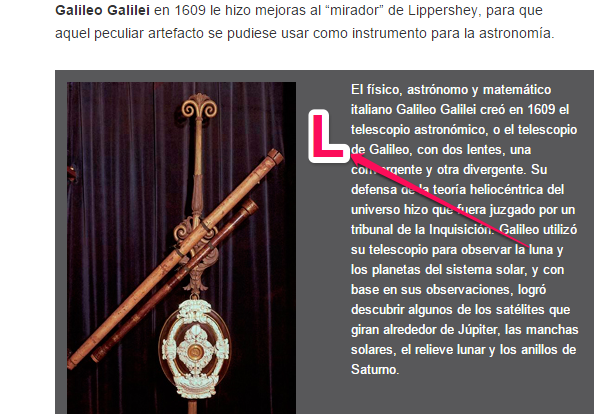 Galileo Galilei en 1609 le hizo mejoras al “mirador” de Lippershey, para que
aquel peculiar artefacto se pudiese usar como instrumento para la astronomía.
L
El físico, astrónomo y matemático
italiano Galileo Galilei creó en 1609 el
telescopio astronómico, o el telescopio
de Galileo, con dos lentes, una
convergente y otra divergente. Su
defensa de la teoría heliocéntrica del
universo hizo que fuera juzgado por un
tribunal de la Inquisición. Galileo utilizó
su telescopio para observar la luna y
los planetas del sistema solar, y con
base en sus observaciones, logró
descubrir algunos de los satélites que
giran alrededor de Júpiter, las manchas
solares, el relieve lunar y los anillos de
Saturno.